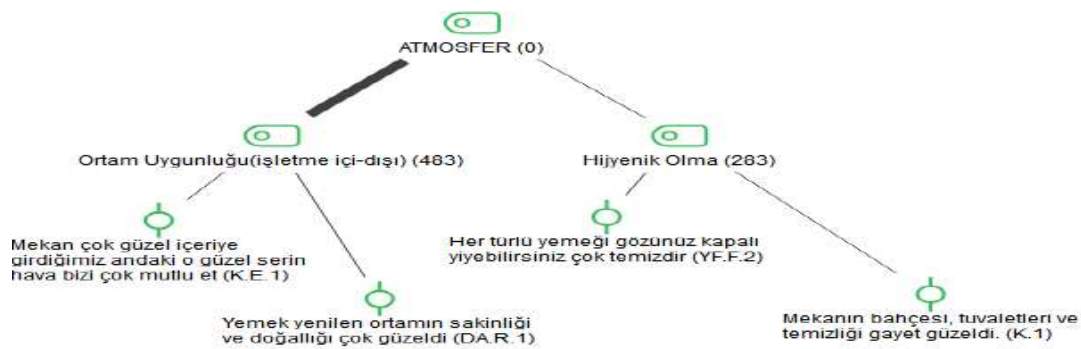 ATMOSFER (0)
Ortam Uygunluğu(işletme içi-dışı) (483)
Hijyenik Olma (283)
Mekan çok güzel içeriye
girdiğimiz andaki o güzel serin
hava bizi çok mutlu et (K.E.1)
Yemek yenilen ortamın sakinliği
ve doğallığı çok güzeldi (DA.R.1)
Her türlü yemeği gözünüz kapalı
yiyebilirsiniz çok temizdir (YF.F.2)
Mekanın bahçesi, tuvaletleri ve
temizliği gayet güzeldi. (K.1)